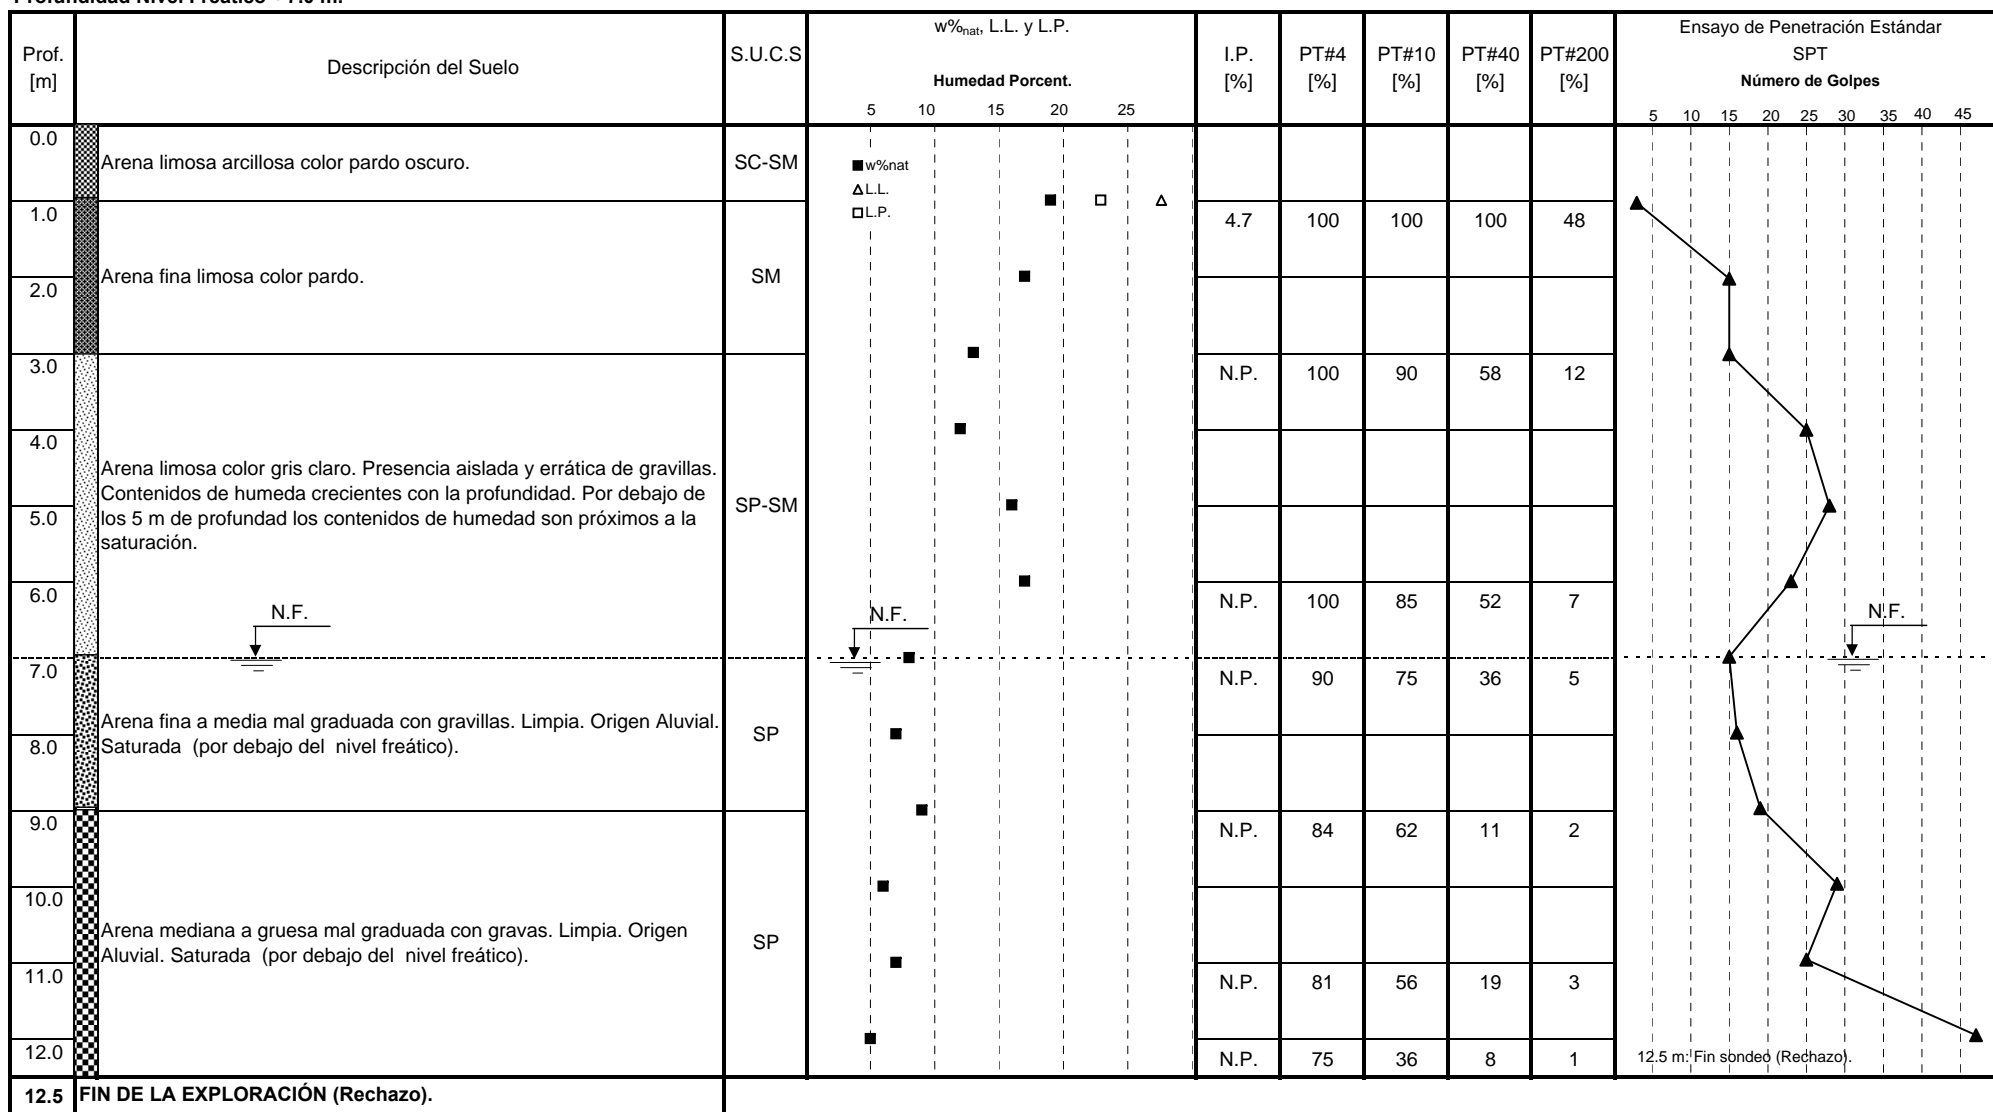 Profundidad Nivel Freático : 7.0 m.
Prof. [m]
Descripción del Suelo
S.U.C.S
w%nat, L.L. y L.P.
Humedad Porcent.
5 10 15 20 25
I.P. [%]
PT#4 [%]
PT#10 [%]
PT#40 [%]
PT#200 [%]
Ensayo de Penetración Estándar
SPT
Número de Golpes
5 10 15 20 25 30 35 40 45
0.0
Arena limosa arcillosa color pardo oscuro.
SC-SM
w%nat
L.L.
L.P.
1.0
4.7 100 100 100 48
Arena fina limosa color pardo.
SM
2.0
3.0
N.P. 100 90 58 12
4.0
Arena limosa color gris claro. Presencia aislada y errática de gravillas.
Contenidos de humeda crecientes con la profundidad. Por debajo de
los 5 m de profundad los contenidos de humedad son próximos a la
saturación.
SP-SM
5.0
6.0
N.P. 100 85 52 7
N.F.
N.F.
N.F.
7.0
N.P. 90 75 36 5
Arena fina a media mal graduada con gravillas. Limpia. Origen Aluvial.
Saturada (por debajo del nivel freático).
SP
8.0
9.0
N.P. 84 62 11 2
10.0
Arena mediana a gruesa mal graduada con gravas. Limpia. Origen
Aluvial. Saturada (por debajo del nivel freático).
SP
11.0
N.P. 81 56 19 3
12.0
N.P. 75 36 8 1
12.5 m: Fin sondeo (Rechazo).
12.5 FIN DE LA EXPLORACIÓN (Rechazo).